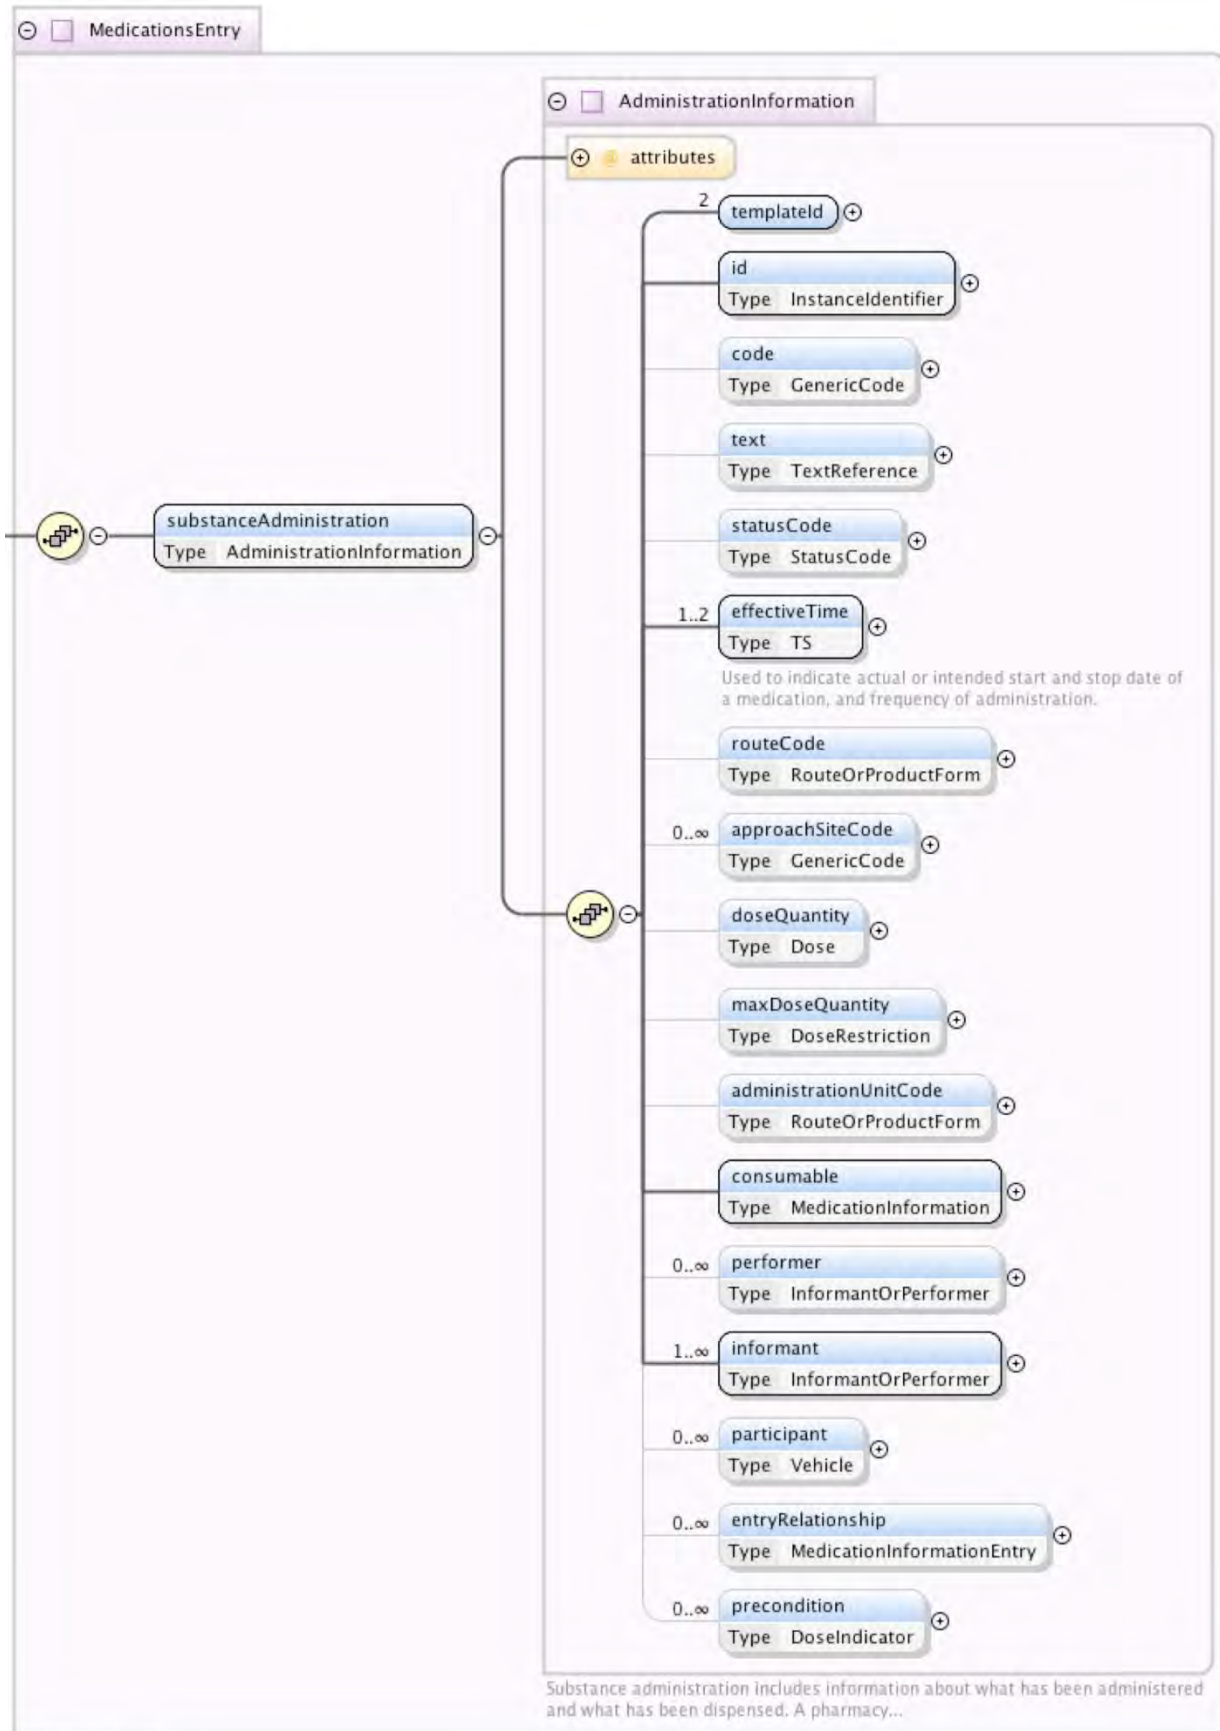 MedicationsEntry
AdministrationInformation
attributes
2
templateId
id
Type InstanceIdentifier
code
Type GenericCode
text
Type TextReference
statusCode
Type StatusCode
substanceAdministration
Type AdministrationInformation
1..2
effectiveTime
Type TS
Used to indicate actual or intended start and stop date of
a medication, and frequency of administration.
routeCode
Type RouteOrProductForm
0..∞
approachSiteCode
Type GenericCode
doseQuantity
Type Dose
maxDoseQuantity
Type DoseRestriction
administrationUnitCode
Type RouteOrProductForm
consumable
Type MedicationInformation
0..∞
performer
Type InformantOrPerformer
1..∞
informant
Type InformantOrPerformer
0..∞
participant
Type Vehicle
0..∞
entryRelationship
Type MedicationInformationEntry
0..∞
precondition
Type DoseIndicator
Substance administration includes information about what has been administered
and what has been dispensed. A pharmacy...